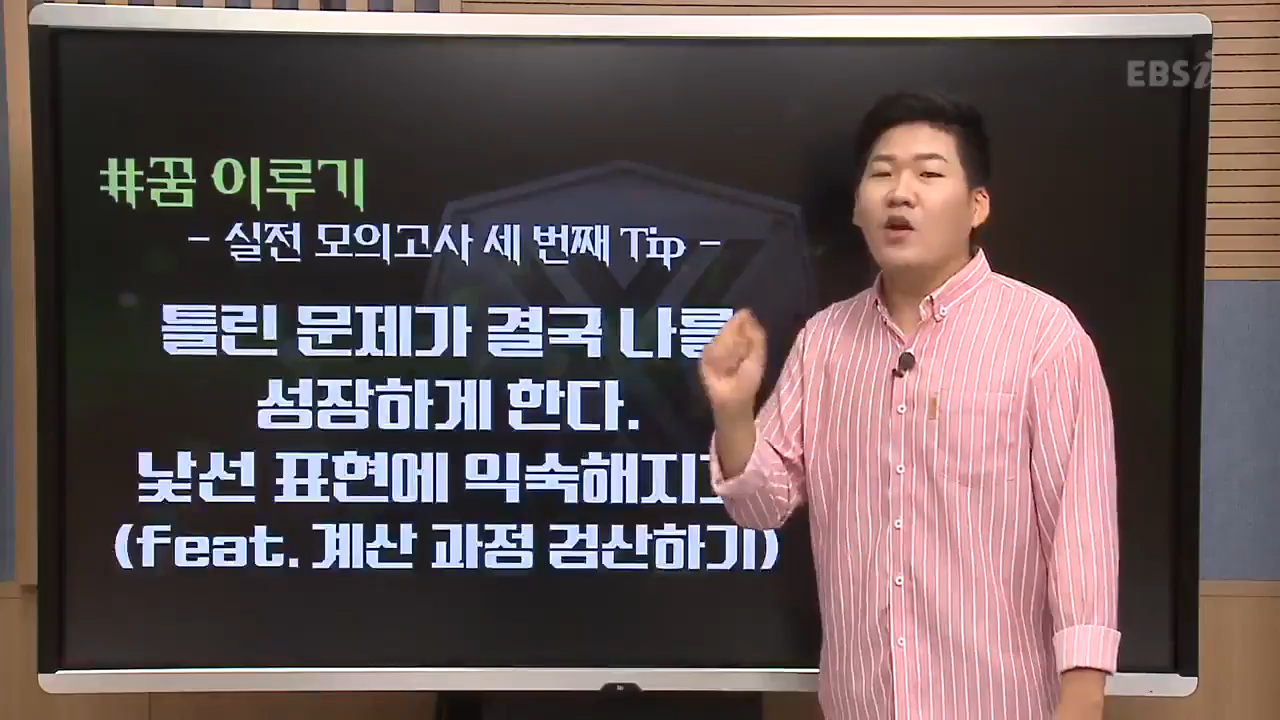 EBSi
#꿈 이루기
- 실전 모의고사 세 번째 Tip -
틀린 문제가 결국 나를
성장하게 한다.
낯선 표현에 익숙해지고
(feat. 계산 과정 검산하기)